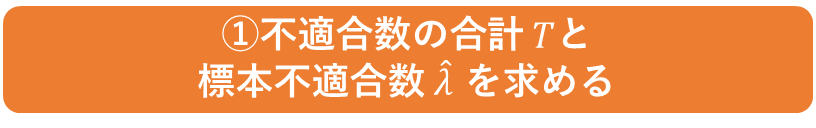 ①不適合数の合計 T と
標本不適合数 λ̂ を求める